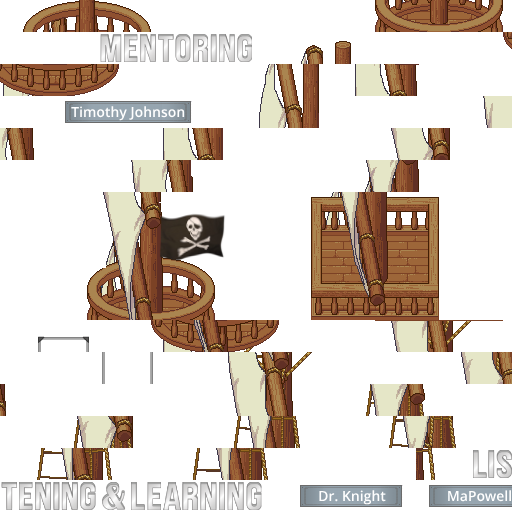 MENTORING
Timothy Johnson
LIS
TENING & LEARNING
Dr. Knight
MaPowell